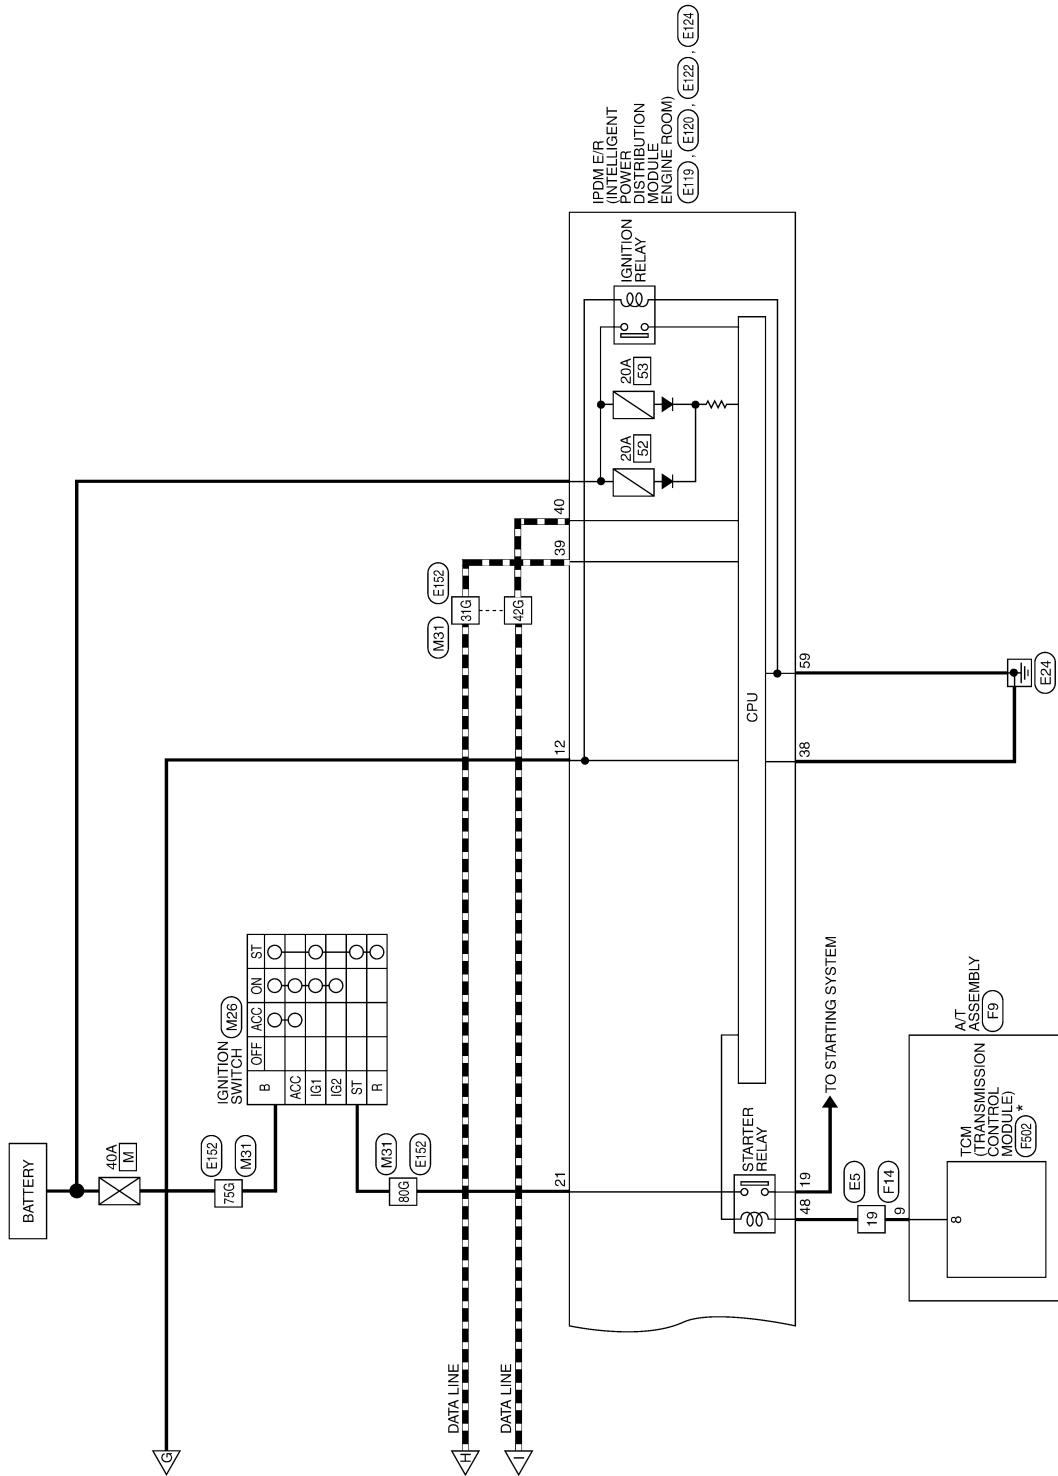 BATTERY
40A
M
E152
M31
75G
IGNITION
SWITCH
M26
OFF
ACC
ON
ST
B
ACC
IG1
IG2
ST
R
M31
E152
80G
G
DATA LINE
H
DATA LINE
I
M31
E152
31G
42G
21
12
39
40
IPDM E/R
(INTELLIGENT
POWER
DISTRIBUTION
MODULE
ENGINE ROOM)
E119 , E120 , E122 , E124
IGNITION
RELAY
20A
53
20A
52
CPU
STARTER
RELAY
48
19
38
59
TO STARTING SYSTEM
E5
F14
19
9
8
A/T
ASSEMBLY
F9
TCM
(TRANSMISSION
CONTROL
MODULE)
F502 *
E24